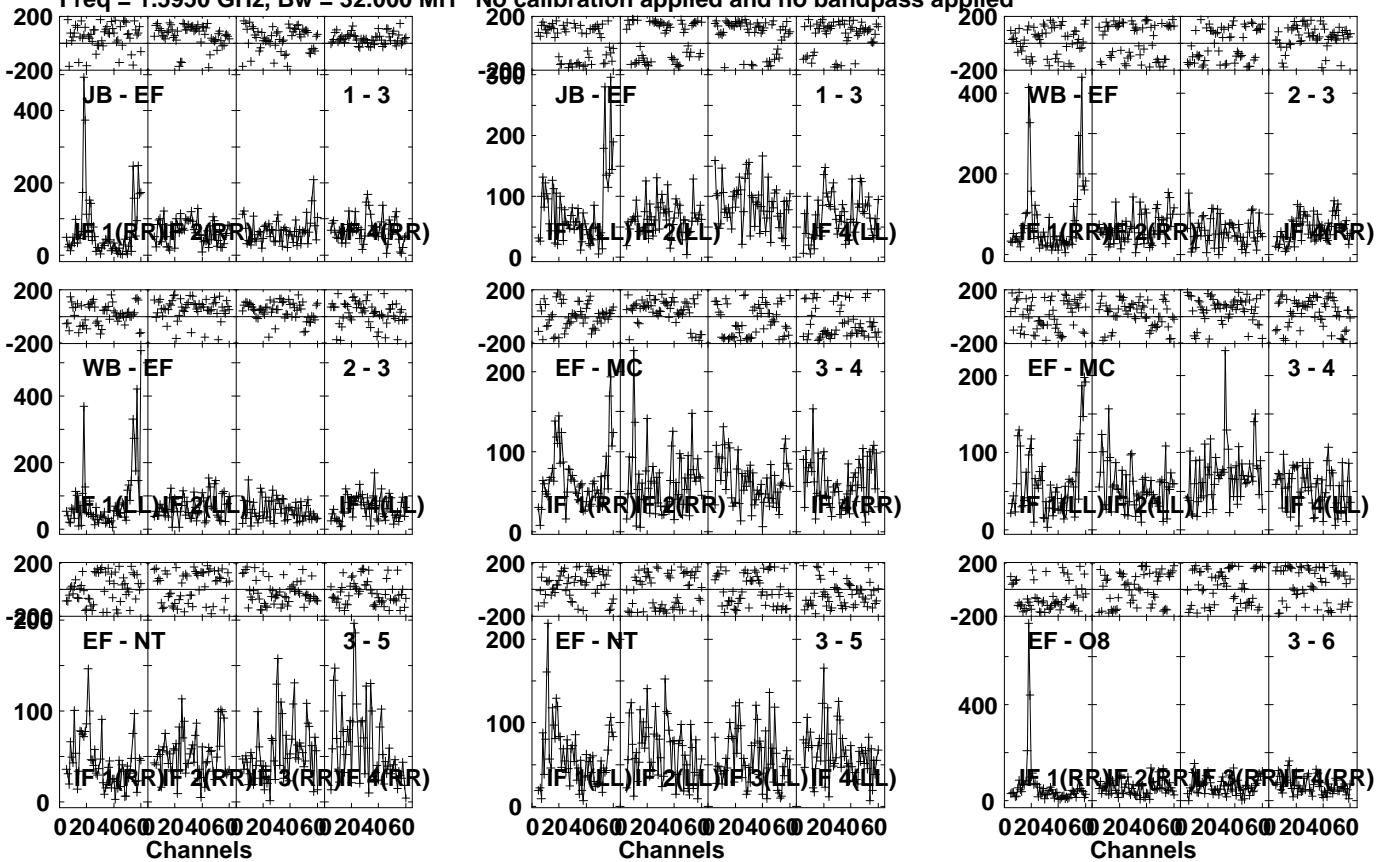 Freq = 1.5950 GHz, Bw = 32.000 MH No calibration applied and no bandpass applied
200 200 200
-200 -200 300 -200
JB - EF 1 - 3 JB - EF 1 - 3 WB - EF 2 - 3
400 400
200 200 200
100
IF 1(RR) IF 2(RR) IF 4(RR) IF 1(LL) IF 2(LL) IF 4(LL) IF 1(RR) IF 2(RR) IF 4(RR)
0 0 0
200 200 200
-200 -200 -200
WB - EF 2 - 3 EF - MC 3 - 4 EF - MC 3 - 4
400 200 200
200 100 100
IF 1(LL) IF 2(LL) IF 4(LL) IF 1(RR) IF 2(RR) IF 4(RR) IF 1(LL) IF 2(LL) IF 4(LL)
0 0 0
200 200 200
-200 200 -200 -200
EF - NT 3 - 5 EF - NT 3 - 5 EF - O8 3 - 6
200
100 100 400
IF 1(RR) IF 2(RR) IF 3(RR) IF 4(RR) IF 1(LL) IF 2(LL) IF 3(LL) IF 4(LL) IF 1(RR) IF 2(RR) IF 3(RR) IF 4(RR)
0 0 0
0 20 40 60 0 20 40 60 0 20 40 60 0 20 40 60 0 20 40 60 0 20 40 60 0 20 40 60 0 20 40 60 0 20 40 60 0 20 40 60 0 20 40 60 0 20 40 60
Channels Channels Channels